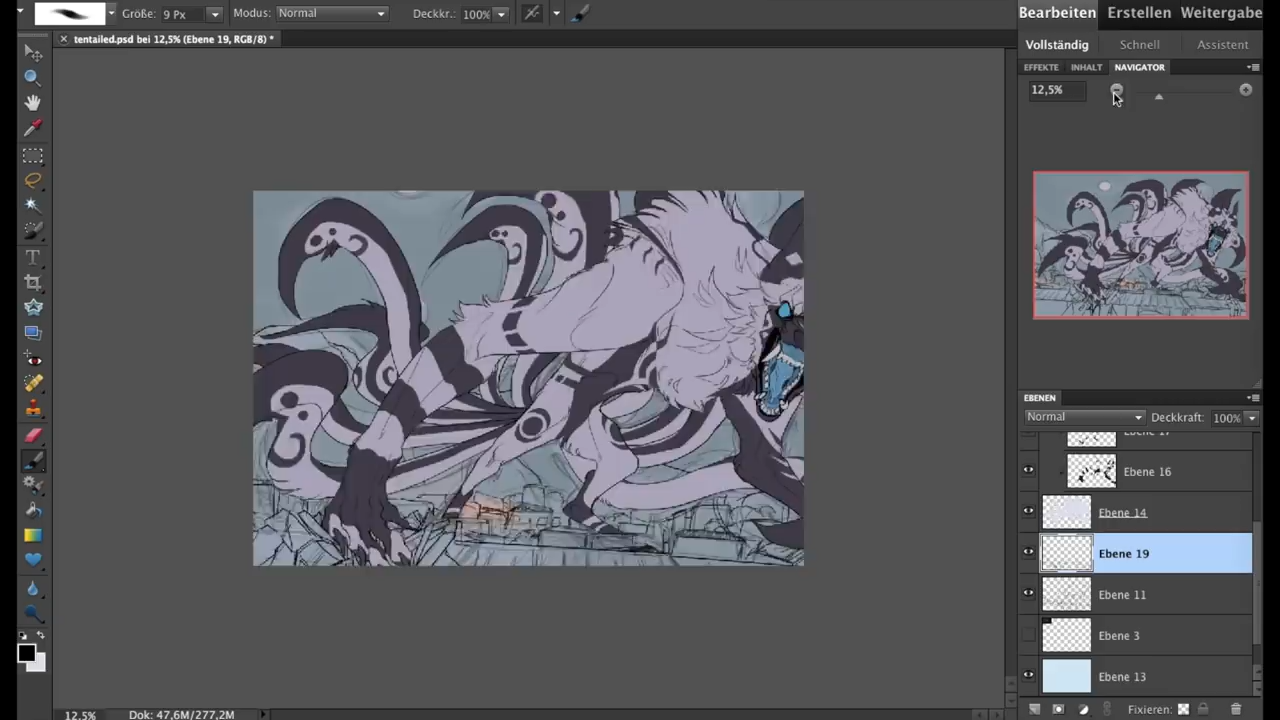 Größe: 9 Px Modus: Normal Deckkr.: 100%
Bearbeiten Erstellen Weitergabe
tentailed.psd bei 12,5% (Ebene 19, RGB/8) *
Vollständig Schnell Assistent
EFFEKTE INHALT NAVIGATOR
12,5%
EBENEN
Normal Deckkraft: 100%
Ebene 17
Ebene 16
Ebene 14
Ebene 19
Ebene 11
Ebene 3
Ebene 13
Fixieren:
12,5% Dok: 47,6M/277,2M